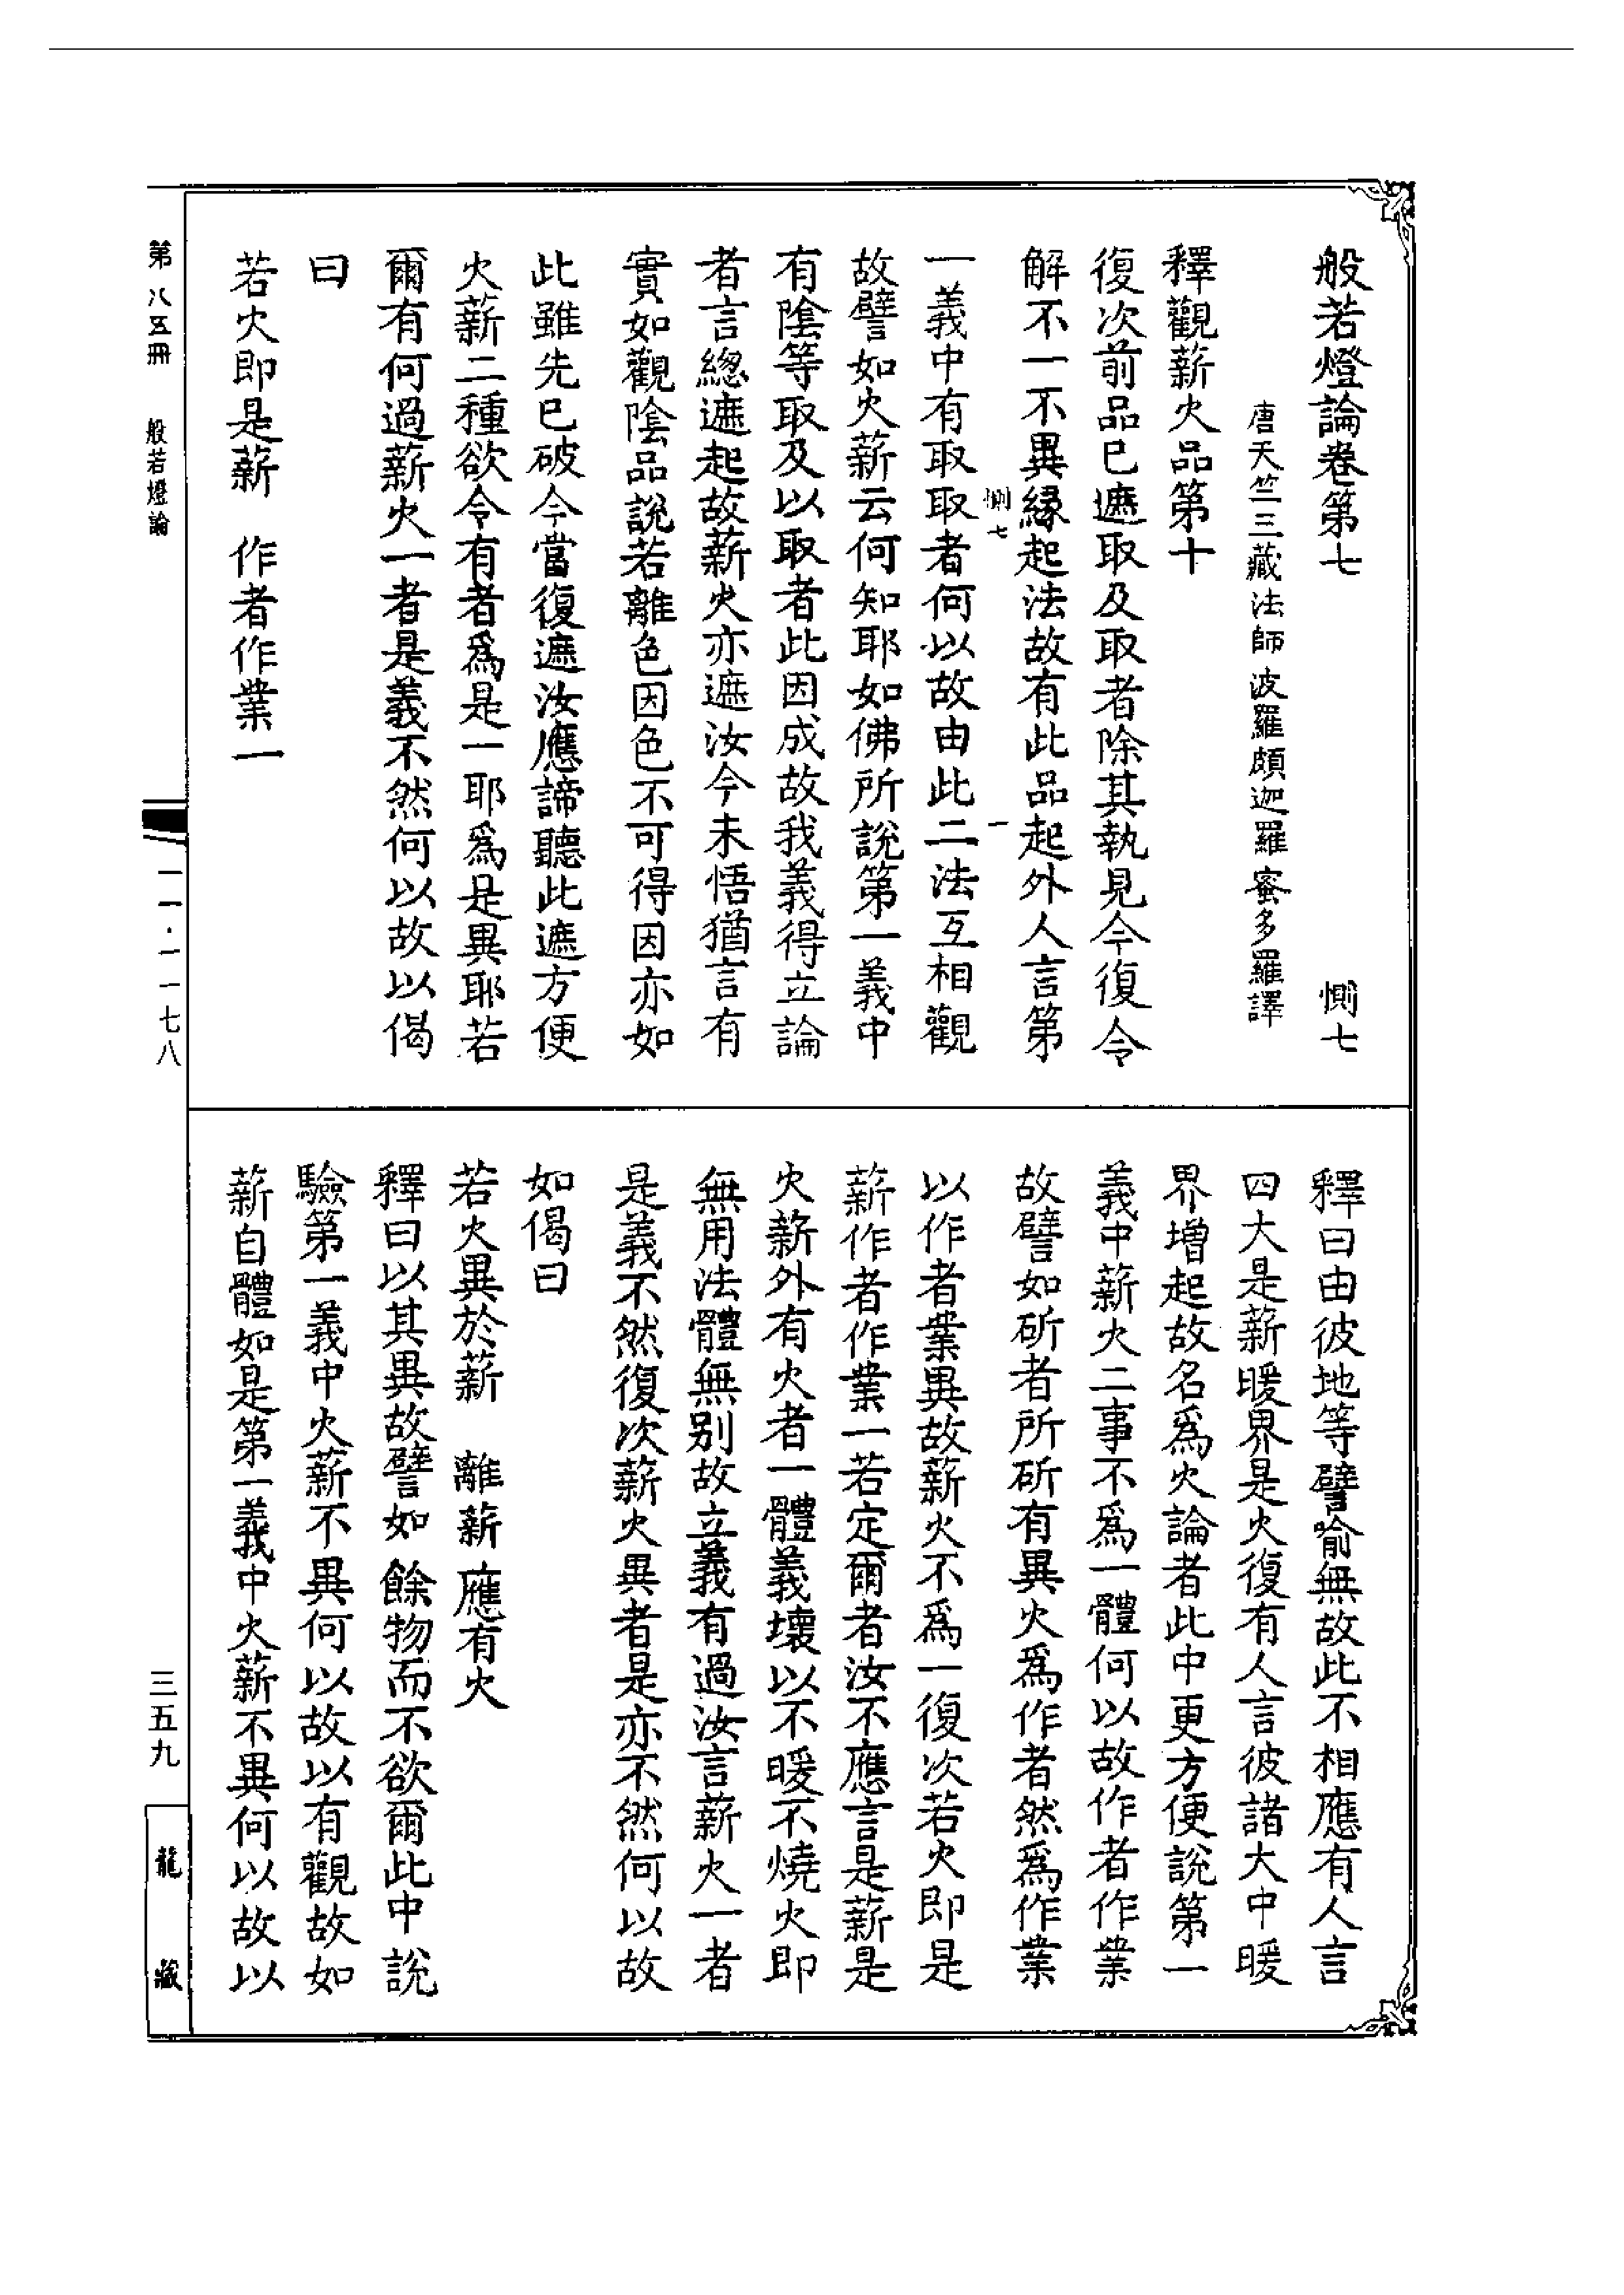 般若燈論卷第七　惻七
唐天竺三藏法師波羅頗迦羅蜜多羅譯
釋觀薪火品第十
復次前品已遮取及取者除其執見今復令
解不一不異緣起法故有此品起外人言第
惻七　一
一義中有取取者何以故由此二法互相觀
故譬如火薪云何知耶如佛所說第一義中
有陰等取及以取者此因成故我義得立論
者言總遮起故薪火亦遮汝今未悟猶言有
實如觀陰品說若離色因色不可得因亦如
此雖先已破今當復遮汝應諦聽此遮方便
火薪二種欲令有者為是一耶為是異耶若
爾有何過薪火一者是義不然何以故以偈
曰
若火即是薪　作者作業一
釋曰由彼地等譬喻無故此不相應有人言
四大是薪暖界是火復有人言彼諸大中暖
界增起故名為火論者此中更方便說第一
義中薪火二事不為一體何以故作者作業
故譬如斫者所斫有異火為作者然為作業
以作者業異故薪火不為一復次若火即是
薪作者作業一若定爾者汝不應言是薪是
火薪外有火者一體義壞以不暖不燒火即
無用法體無別故立義有過汝言薪火一者
是義不然復次薪火異者是亦不然何以故
如偈曰
若火異於薪　離薪應有火
釋曰以其異故譬如餘物而不欲爾此中說
驗第一義中火薪不異何以故以有觀故如
薪自體如是第一義中火薪不異何以故以
第八五冊　般若燈論
一一·一一七八
三五九
龍藏